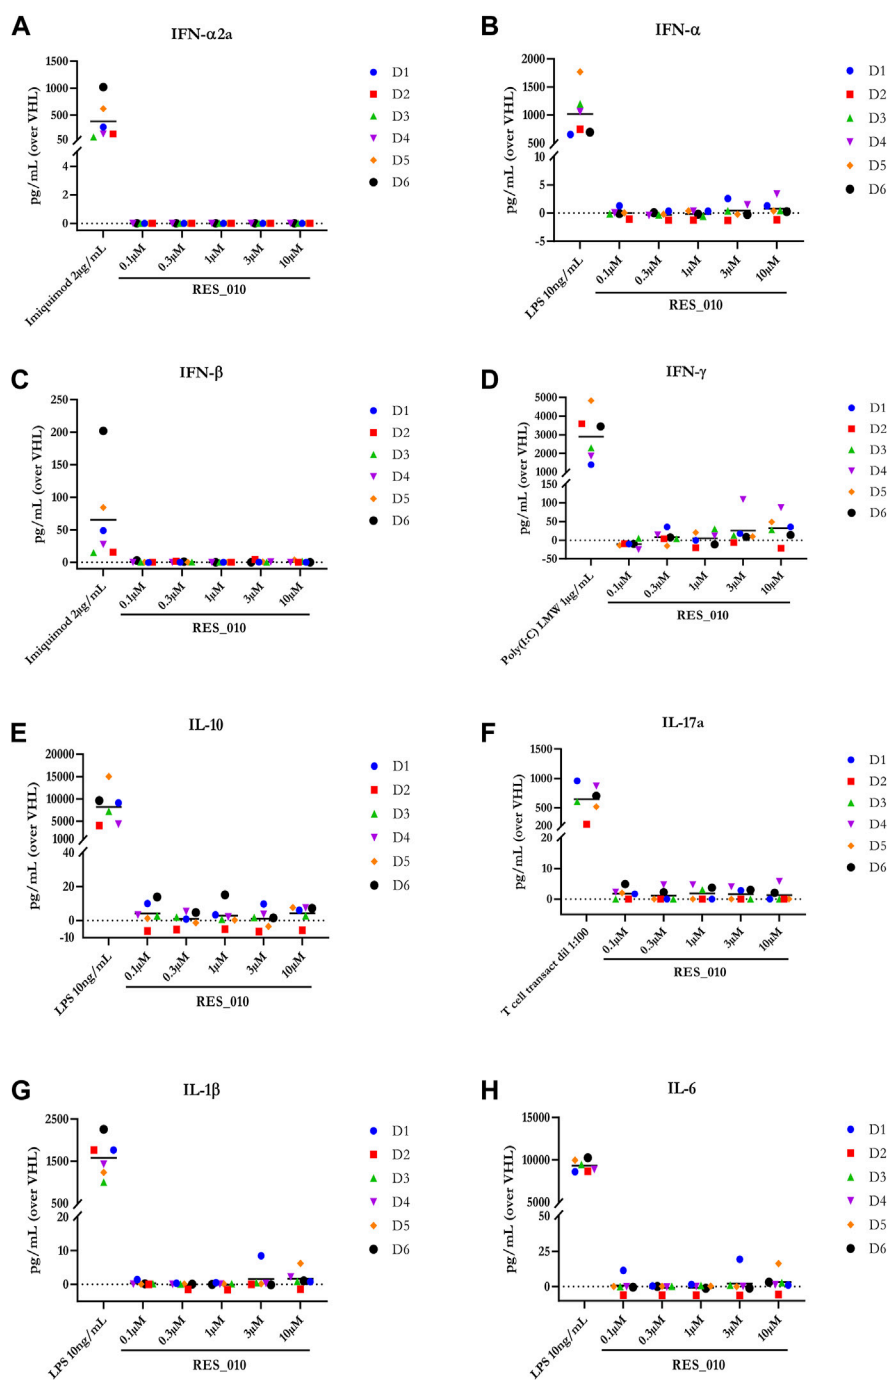 A
IFN-α2a
pg/mL (over VHL)
1500
1000
500
50
4
2
0
Imiquimod 2µg/mL
0.1µM
0.3µM
1µM
3µM
10µM
RES_010
D1
D2
D3
D4
D5
D6
B
IFN-α
pg/mL (over VHL)
2000
1500
1000
500
10
5
0
-5
LPS 10ng/mL
0.1µM
0.3µM
1µM
3µM
10µM
RES_010
D1
D2
D3
D4
D5
D6
C
IFN-β
pg/mL (over VHL)
250
200
150
100
50
0
Imiquimod 2µg/mL
0.1µM
0.3µM
1µM
3µM
10µM
RES_010
D1
D2
D3
D4
D5
D6
D
IFN-γ
pg/mL (over VHL)
5000
4000
3000
2000
1000
150
100
50
0
-50
Poly(I:C) LMW 1µg/mL
0.1µM
0.3µM
1µM
3µM
10µM
RES_010
D1
D2
D3
D4
D5
D6
E
IL-10
pg/mL (over VHL)
20000
15000
10000
5000
1000
40
20
0
-10
LPS 10ng/mL
0.1µM
0.3µM
1µM
3µM
10µM
RES_010
D1
D2
D3
D4
D5
D6
F
IL-17a
pg/mL (over VHL)
1500
1000
500
200
20
10
0
T cell transact dil 1:100
0.1µM
0.3µM
1µM
3µM
10µM
RES_010
D1
D2
D3
D4
D5
D6
G
IL-1β
pg/mL (over VHL)
2500
1500
500
20
10
0
LPS 10ng/mL
0.1µM
0.3µM
1µM
3µM
10µM
RES_010
D1
D2
D3
D4
D5
D6
H
IL-6
pg/mL (over VHL)
15000
10000
5000
50
25
0
LPS 10ng/mL
0.1µM
0.3µM
1µM
3µM
10µM
RES_010
D1
D2
D3
D4
D5
D6